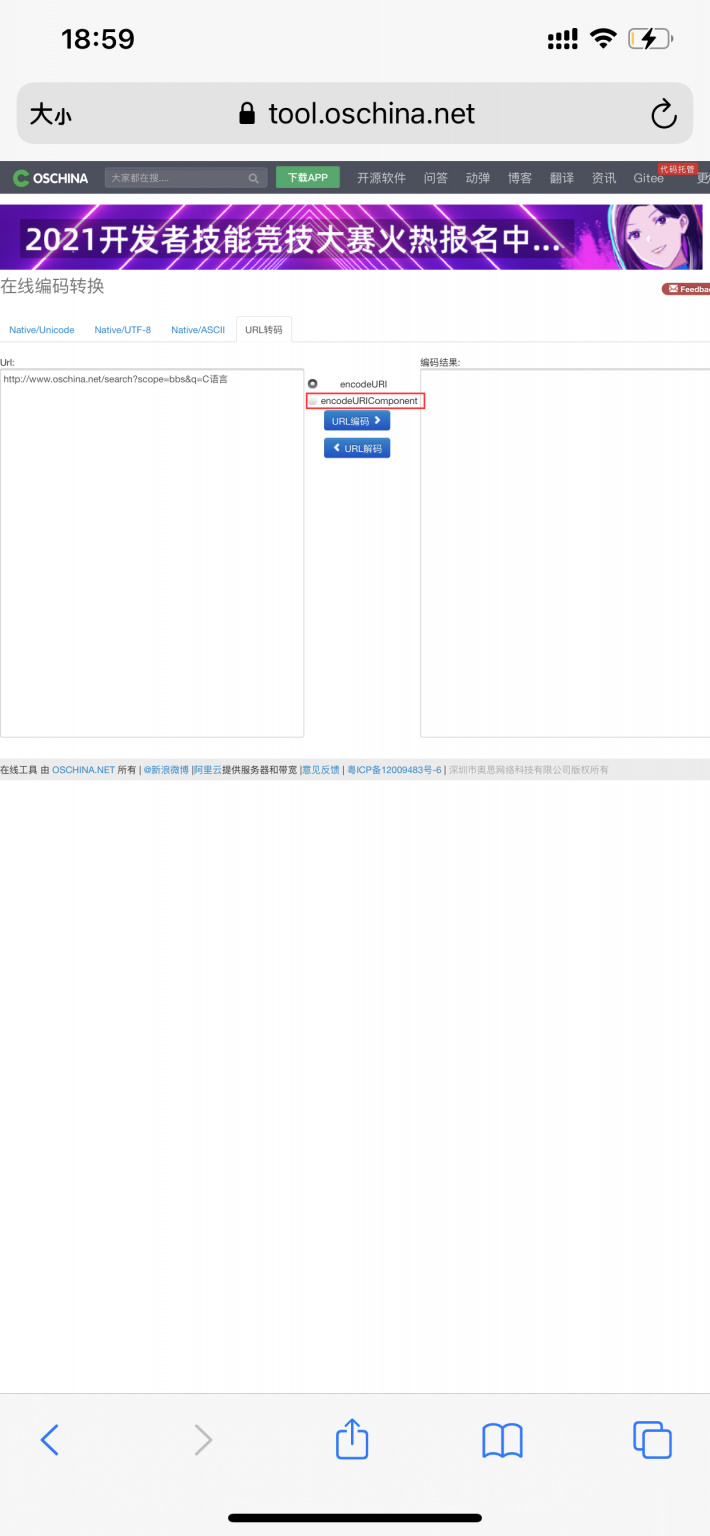 18:59
大小 tool.oschina.net
OSCHINA 大家都在搜.... 下载APP 开源软件 问答 动弹 博客 翻译 资讯 Gitee 代码托管 更
2021开发者技能竞技大赛火热报名中...
在线编码转换
Feedba
Native/Unicode Native/UTF-8 Native/ASCII URL转码
Url: 编码结果:
http://www.oschina.net/search?scope=bbs&q=C语言
encodeURI
encodeURIComponent
URL编码
URL解码
在线工具 由 OSCHINA.NET 所有 | @新浪微博 |阿里云提供服务器和带宽 |意见反馈 | 粤ICP备12009483号-6 | 深圳市奥思网络科技有限公司版权所有